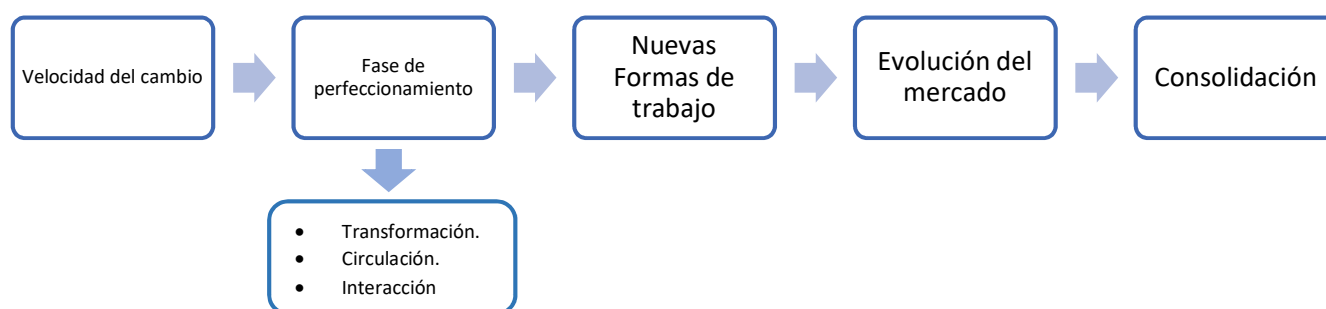 Velocidad del cambio
Fase de
perfeccionamiento
Nuevas
Formas de
trabajo
Evolución del
mercado
Consolidación
• Transformación.
• Circulación.
• Interacción